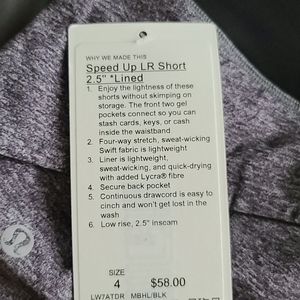 WHY WE MADE THIS
Speed Up LR Short
2.5" *Lined
1. Enjoy the lightness of these
shorts without skimping on
storage. The front two gel
pockets connect so you can
stash cards, keys, or cash
inside the waistband
2. Four-way stretch, sweat-wicking
Swift fabric is lightweight
3. Liner is lightweight,
sweat-wicking, and quick-drying
with added Lycra® fibre
4. Secure back pocket
5. Continuous drawcord is easy to
cinch and won't get lost in the
wash
6. Low rise, 2.5" inseam
SIZE
4 $58.00
LW7ATDR MBHL/BLK